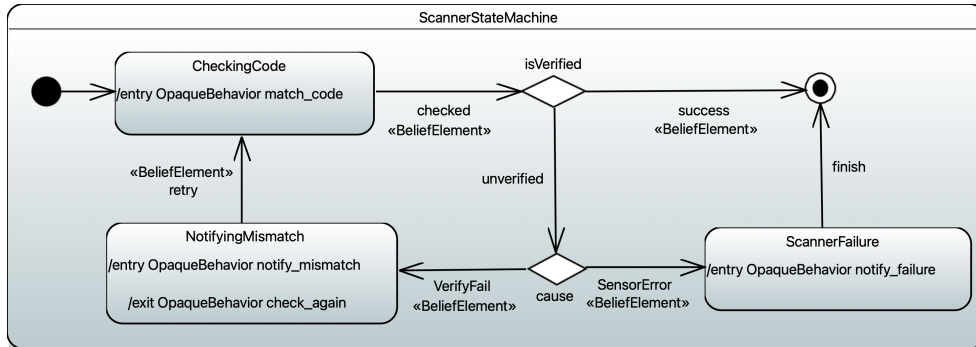 ScannerStateMachine
CheckingCode
/entry OpaqueBehavior match_code
isVerified
checked
«BeliefElement»
success
«BeliefElement»
«BeliefElement»
retry
unverified
finish
NotifyingMismatch
/entry OpaqueBehavior notify_mismatch
/exit OpaqueBehavior check_again
VerifyFail
«BeliefElement»
cause
SensorError
«BeliefElement»
ScannerFailure
/entry OpaqueBehavior notify_failure